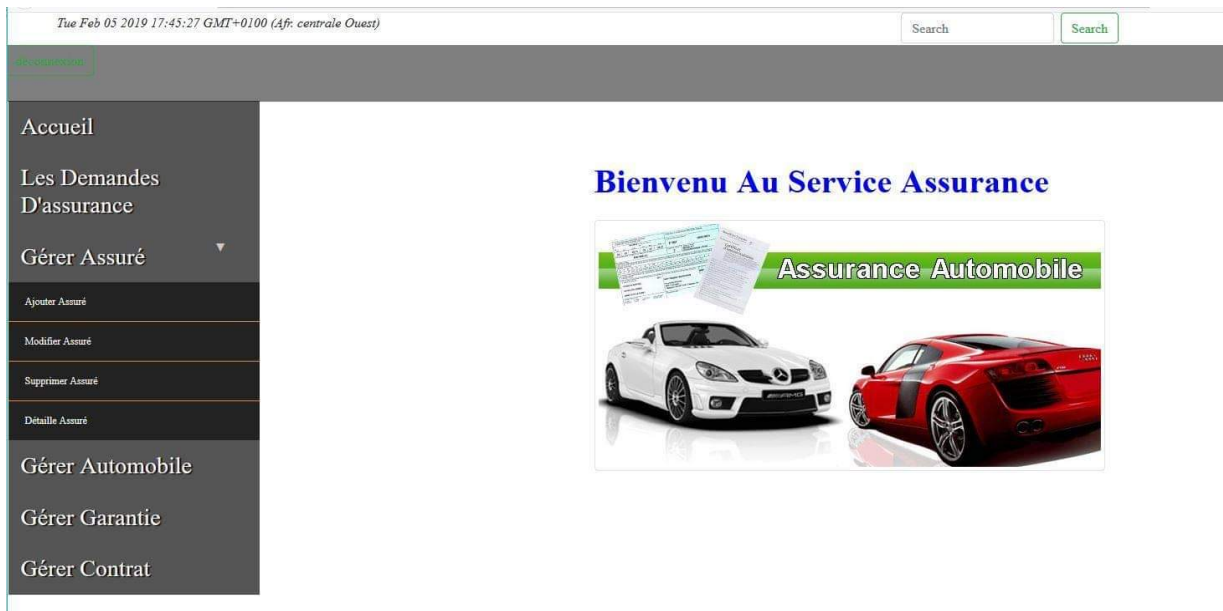 Tue Feb 05 2019 17:45:27 GMT+0100 (Afr. centrale Ouest)
Search
Search
Accueil
Les Demandes
D'assurance
Gérer Assuré ▼
Ajouter Assuré
Modifier Assuré
Supprimer Assuré
Détaille Assuré
Gérer Automobile
Gérer Garantie
Gérer Contrat
Bienvenu Au Service Assurance
Assurance Automobile